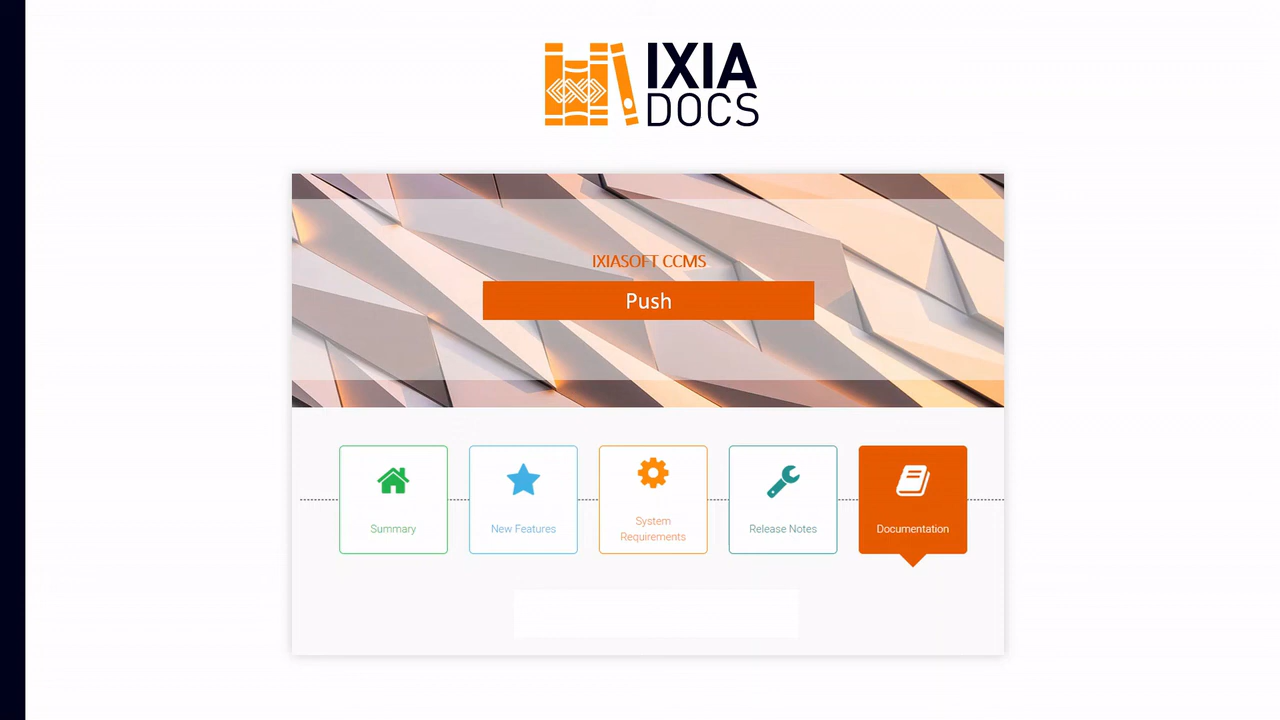 IXIA
DOCS
IXIASOFT CCMS
Push
Summary
New Features
System
Requirements
Release Notes
Documentation